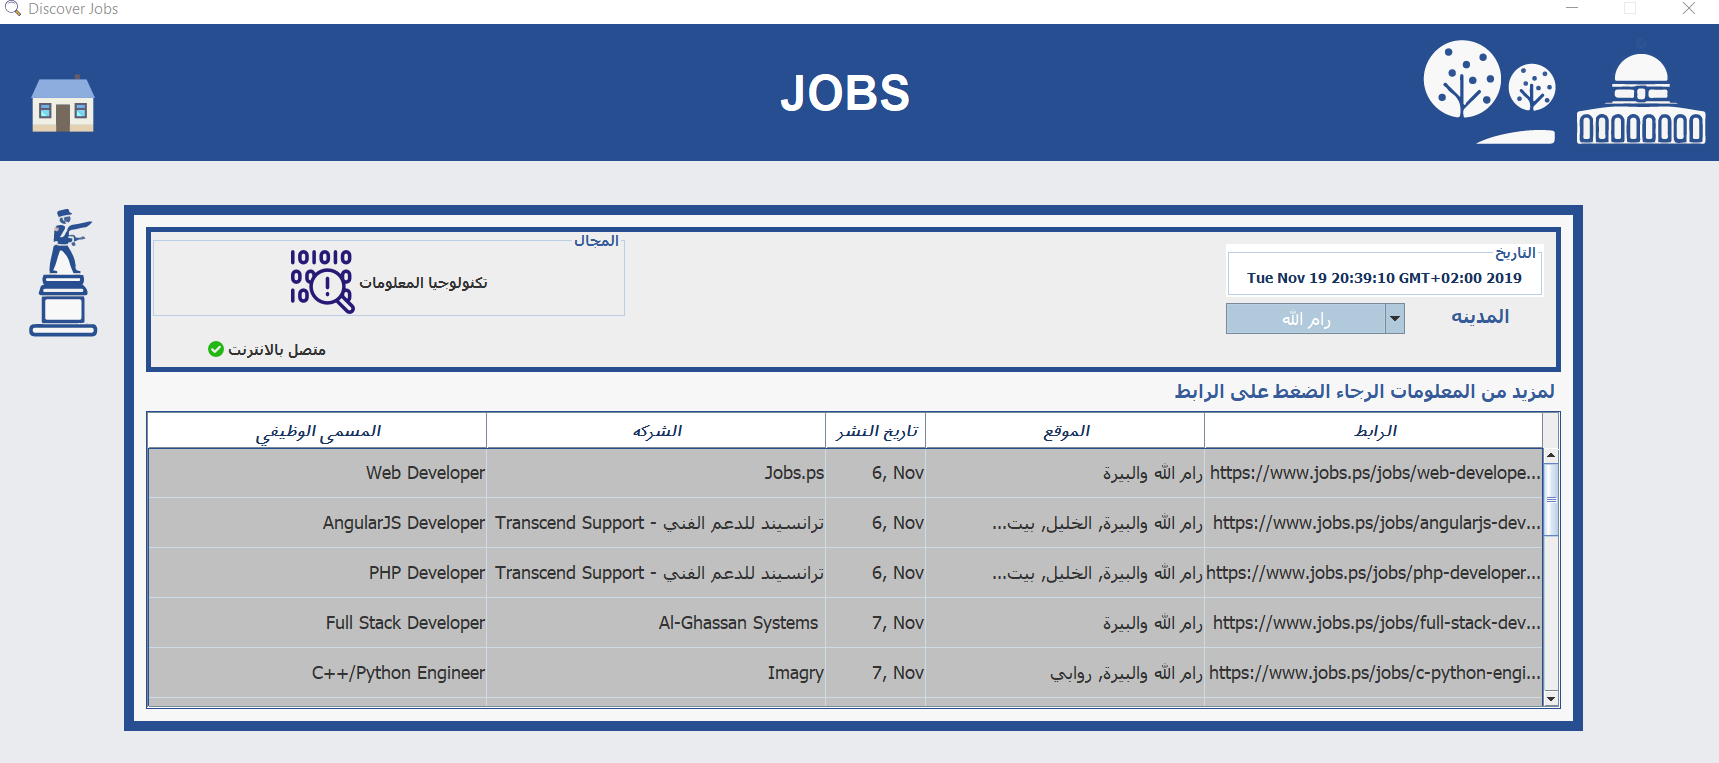 Discover Jobs
JOBS
المجال
تكنولوجيا المعلومات
010101
متصل بالانترنت
التاريخ
Tue Nov 19 20:39:10 GMT+02:00 2019
المدينه
رام الله
لمزيد من المعلومات الرجاء الضغط على الرابط
المسمى الوظيفي الشركه تاريخ النشر الموقع الرابط
Web Developer Jobs.ps 6, Nov رام الله والبيرة https://www.jobs.ps/jobs/web-develope...
AngularJS Developer Transcend Support - ترانسيند للدعم الفني 6, Nov رام الله والبيرة, الخليل, بيت... https://www.jobs.ps/jobs/angularjs-dev...
PHP Developer Transcend Support - ترانسيند للدعم الفني 6, Nov رام الله والبيرة, الخليل, بيت... https://www.jobs.ps/jobs/php-developer...
Full Stack Developer Al-Ghassan Systems 7, Nov رام الله والبيرة https://www.jobs.ps/jobs/full-stack-dev...
C++/Python Engineer Imagry 7, Nov رام الله والبيرة, روابي https://www.jobs.ps/jobs/c-python-engi...